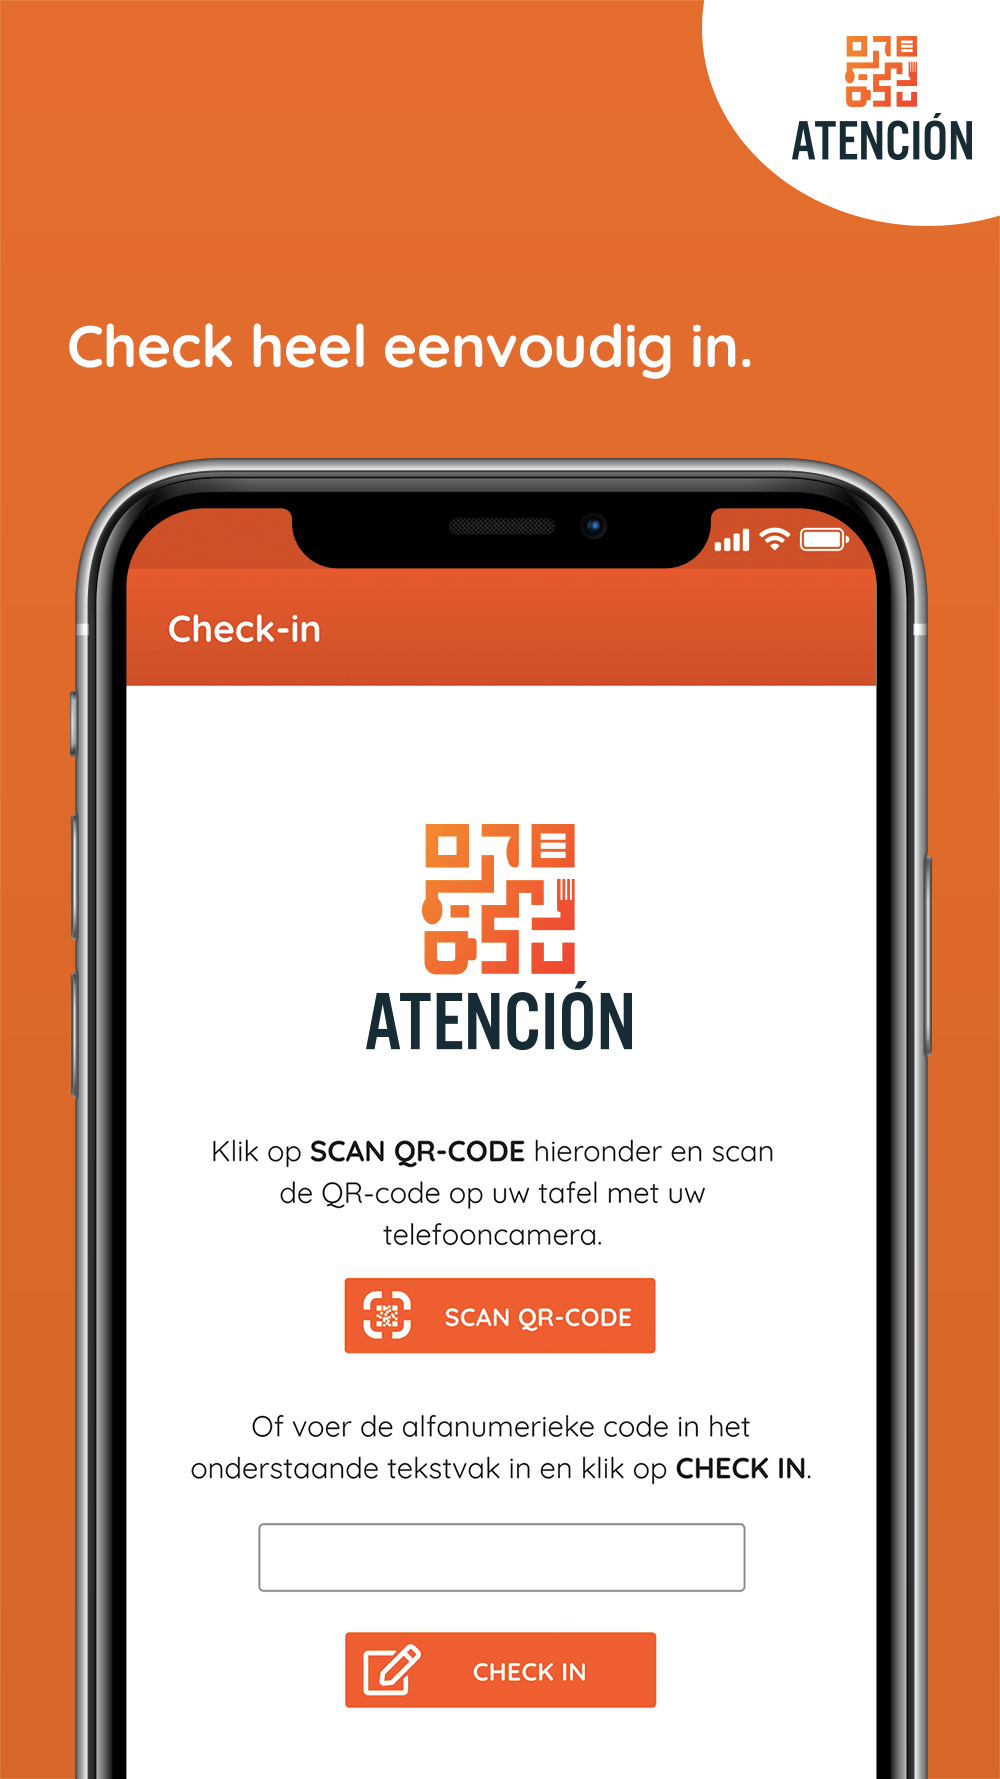 ATENCIÓN
Check heel eenvoudig in.
Check-in
ATENCIÓN
Klik op SCAN QR-CODE hieronder en scan
de QR-code op uw tafel met uw
telefooncamera.
SCAN QR-CODE
Of voer de alfanumerieke code in het
onderstaande tekstvak in en klik op CHECK IN.
CHECK IN